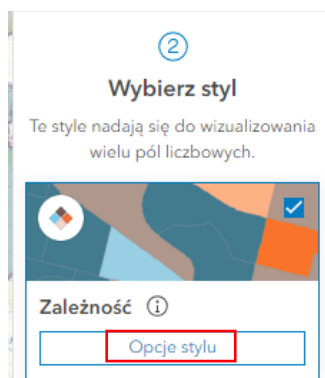 2
Wybierz styl
Te style nadają się do wizualizowania
wielu pól liczbowych.
Zależność
Opcje stylu